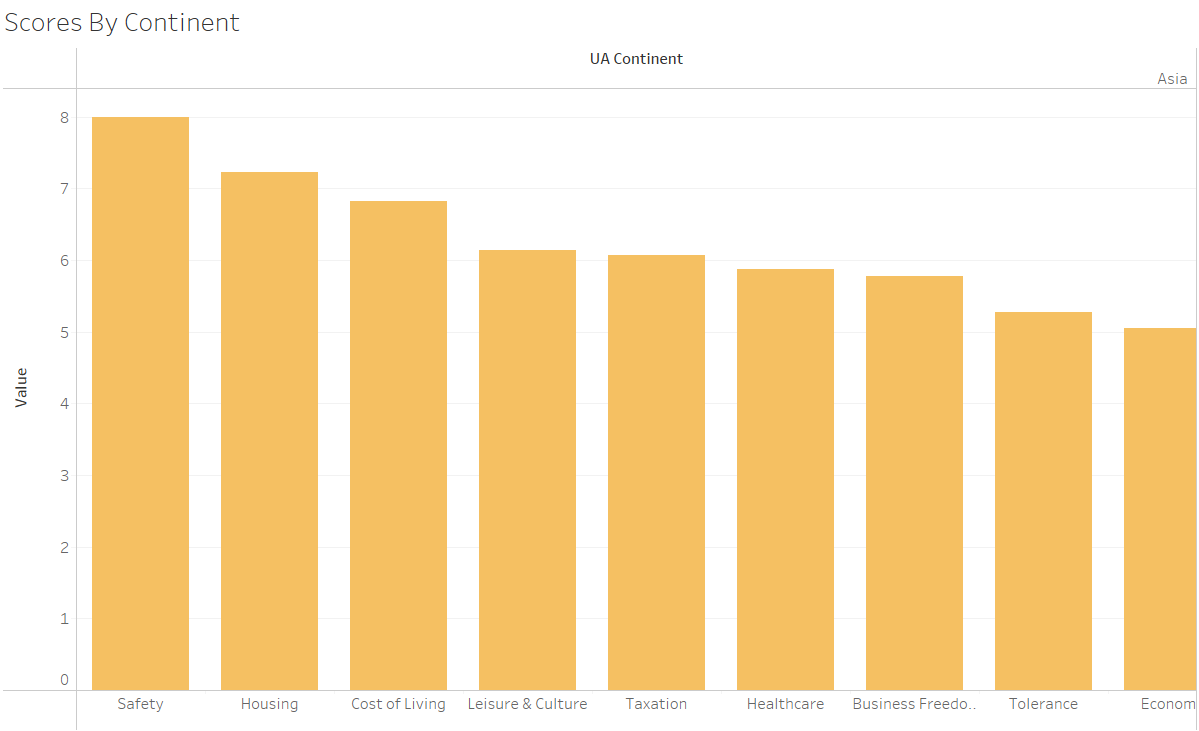 Scores By Continent
UA Continent
Asia
Value
8
7
6
5
4
3
2
1
0
Safety Housing Cost of Living Leisure & Culture Taxation Healthcare Business Freedo.. Tolerance Econom